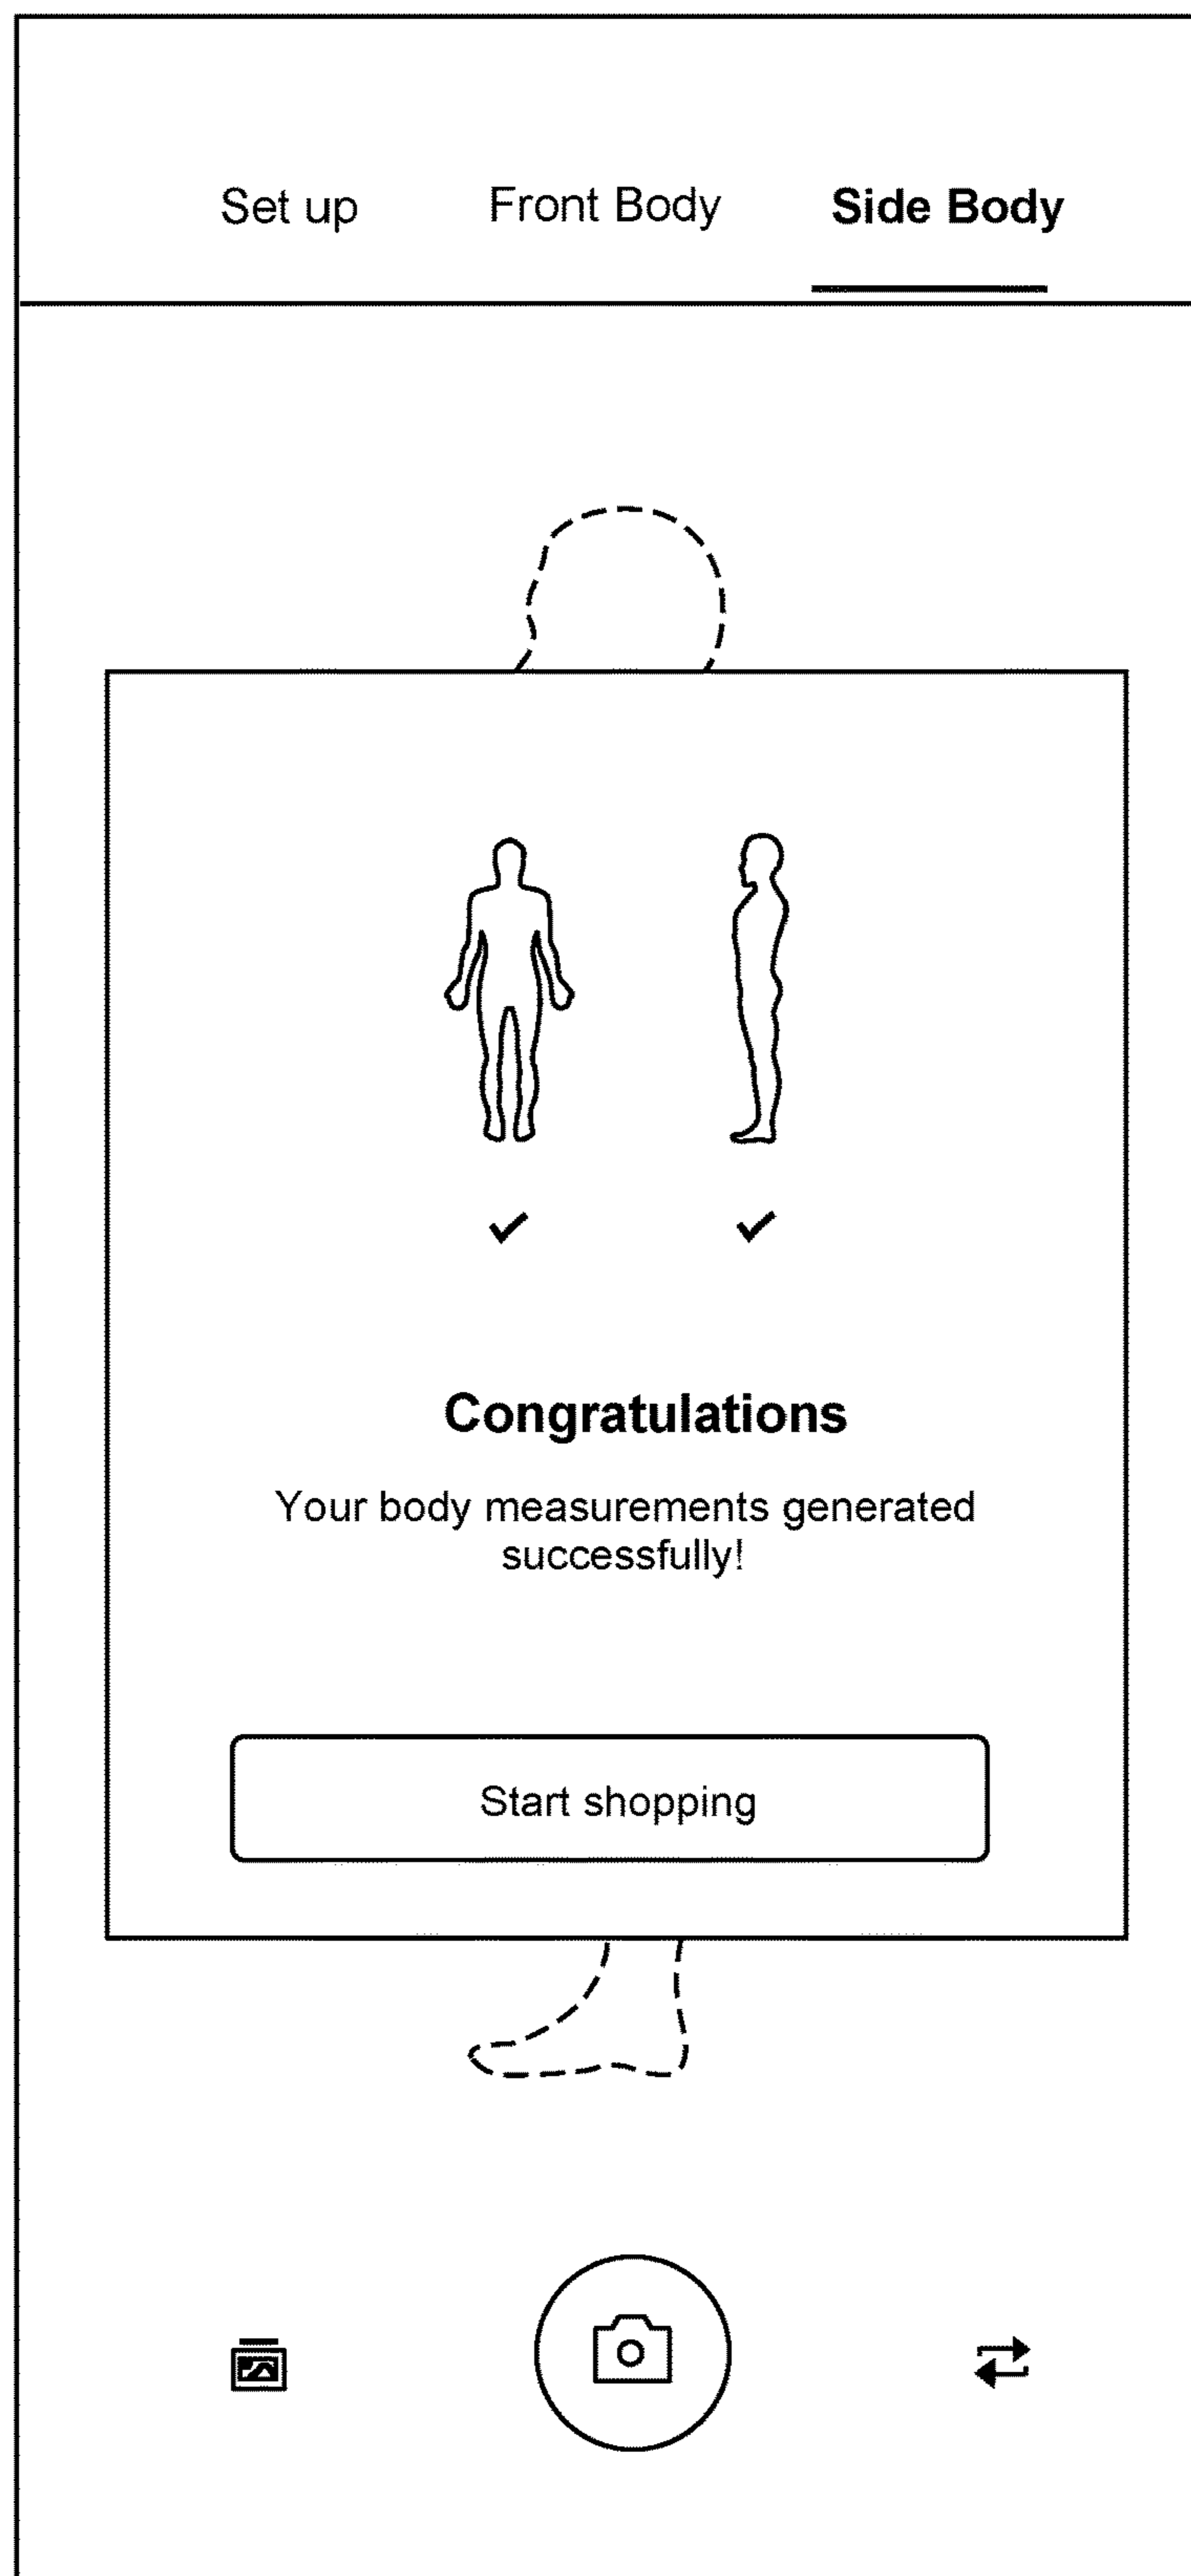 Set up Front Body Side Body
Congratulations
Your body measurements generated
successfully!
Start shopping